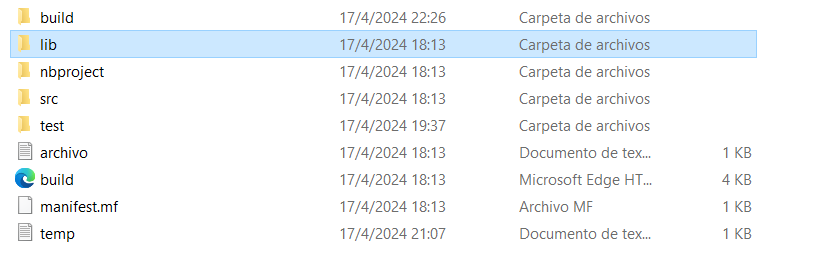 build 17/4/2024 22:26 Carpeta de archivos
lib 17/4/2024 18:13 Carpeta de archivos
nbproject 17/4/2024 18:13 Carpeta de archivos
src 17/4/2024 18:13 Carpeta de archivos
test 17/4/2024 19:37 Carpeta de archivos
archivo 17/4/2024 18:13 Documento de tex... 1 KB
build 17/4/2024 18:13 Microsoft Edge HT... 4 KB
manifest.mf 17/4/2024 18:13 Archivo MF 1 KB
temp 17/4/2024 21:07 Documento de tex... 1 KB